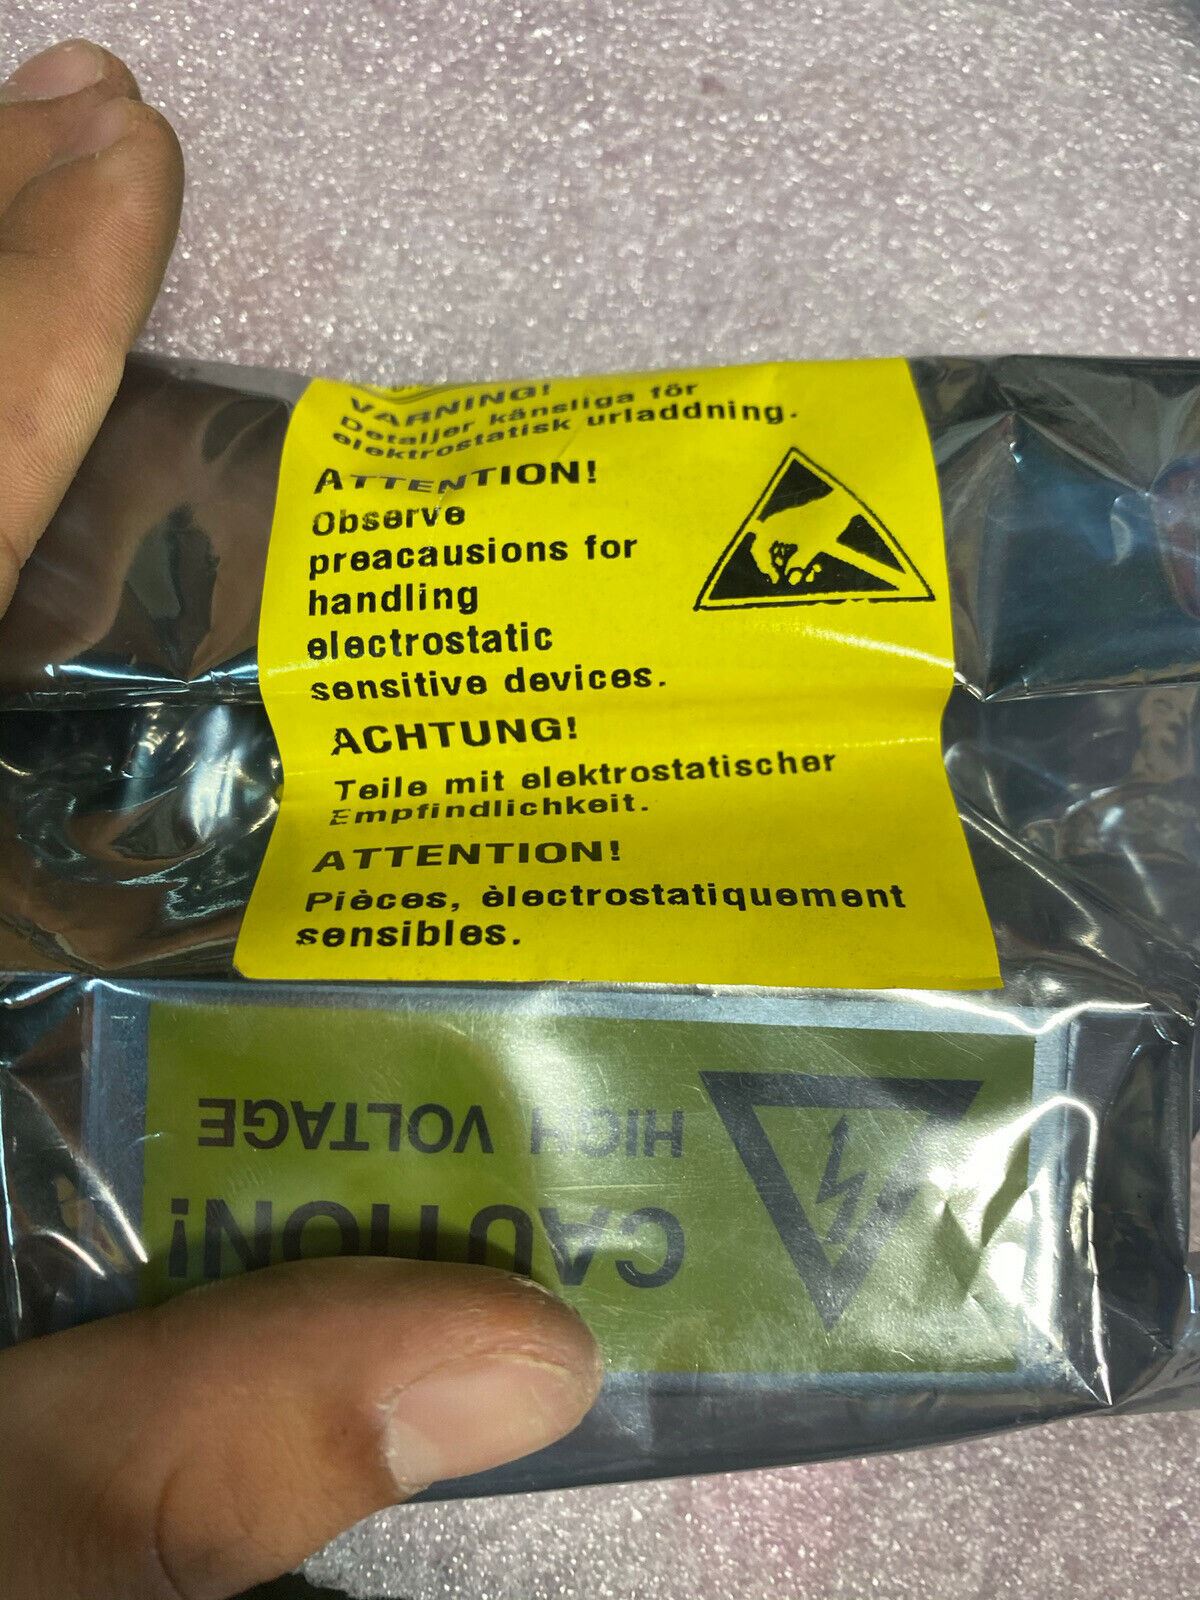 VARNING!
Detaljer känsliga för
elektrostatisk urladdning.
ATTENTION!
Observe
preacausions for
handling
electrostatic
sensitive devices.
ACHTUNG!
Teile mit elektrostatischer
Empfindlichkeit.
ATTENTION!
Pièces, èlectrostatiquement
sensibles.
CAUTION!
HIGH VOLTAGE